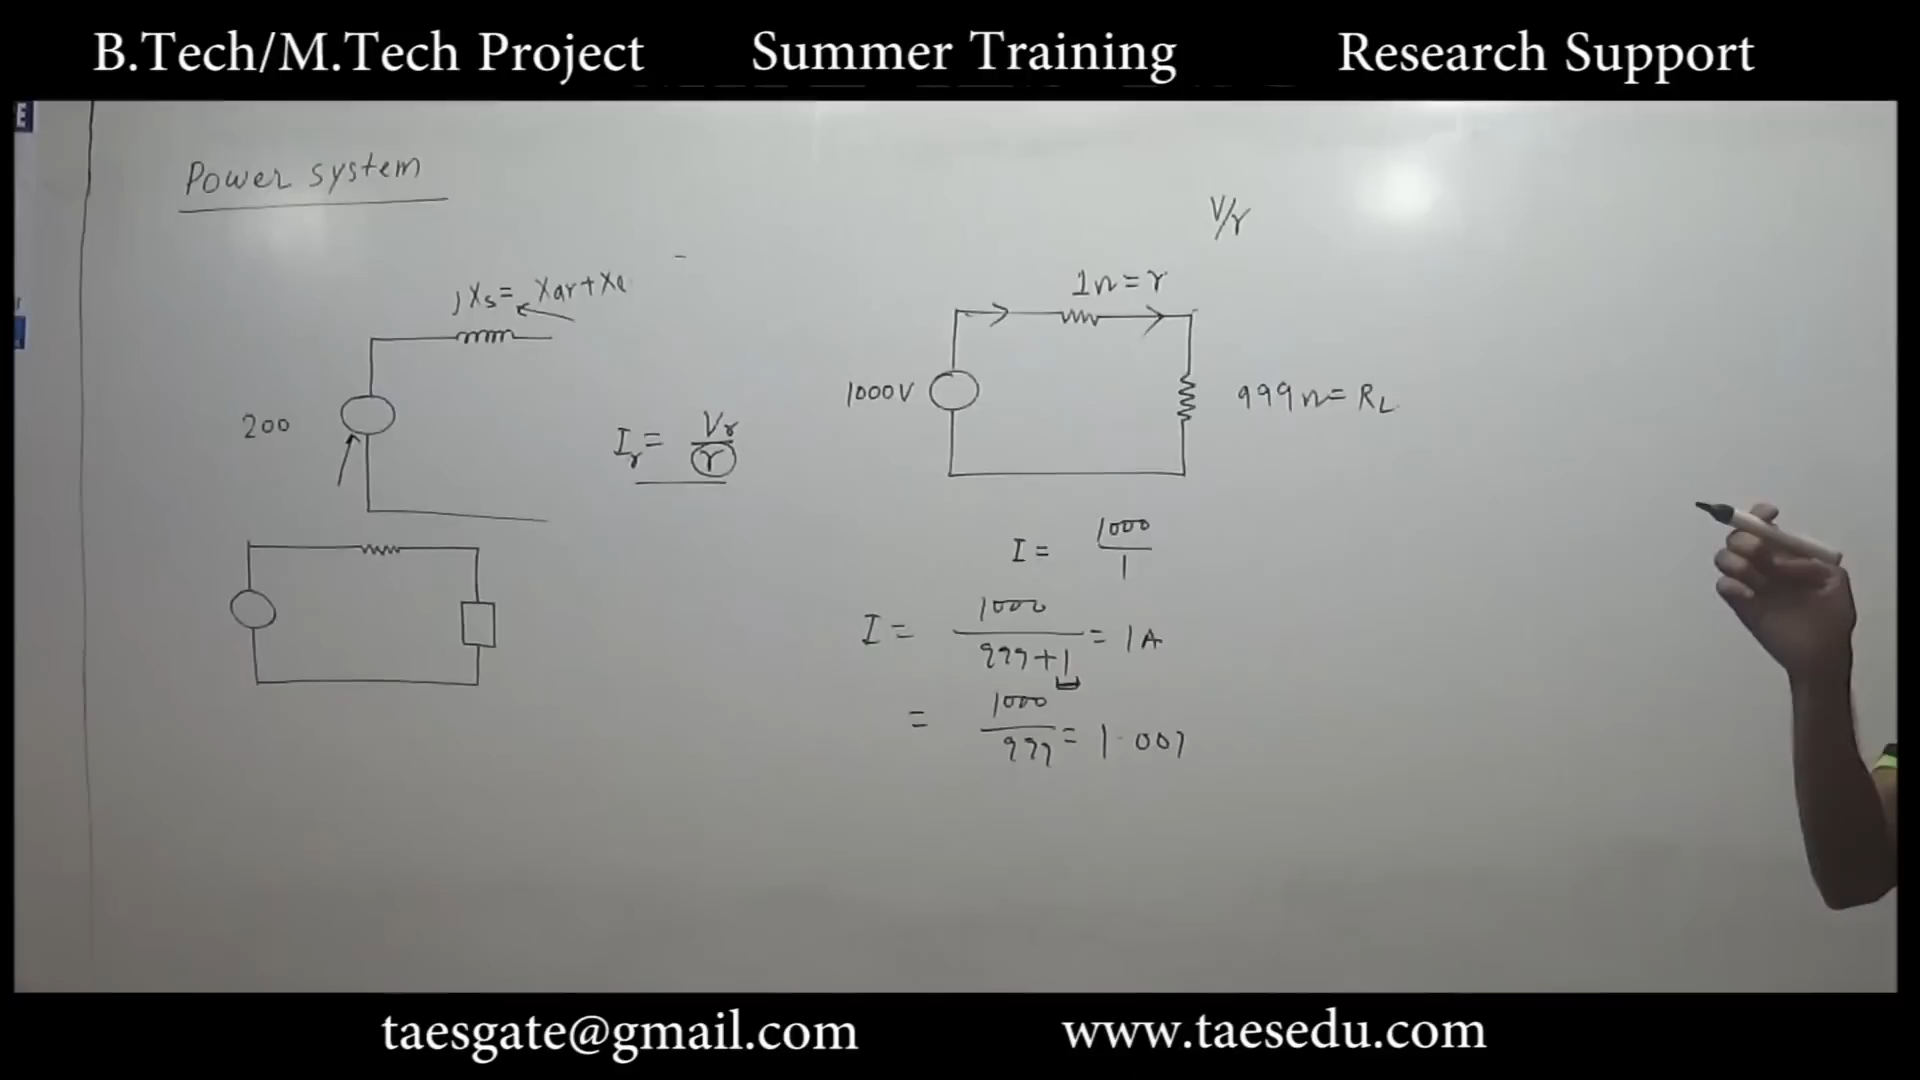 B.Tech/M.Tech Project Summer Training Research Support
E
Power system
V/r
jXs = Xar + Xe
1Ω = r
200
Ir = Vr/r
1000V
999Ω = RL
I = 1000/1
I = 1000/999+1 = 1A
= 1000/999 = 1.001
taesgate@gmail.com www.taesedu.com